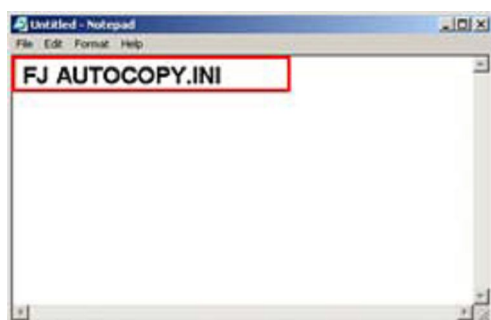 Untitled - Notepad
File Edit Format Help
FJ AUTOCOPY.INI